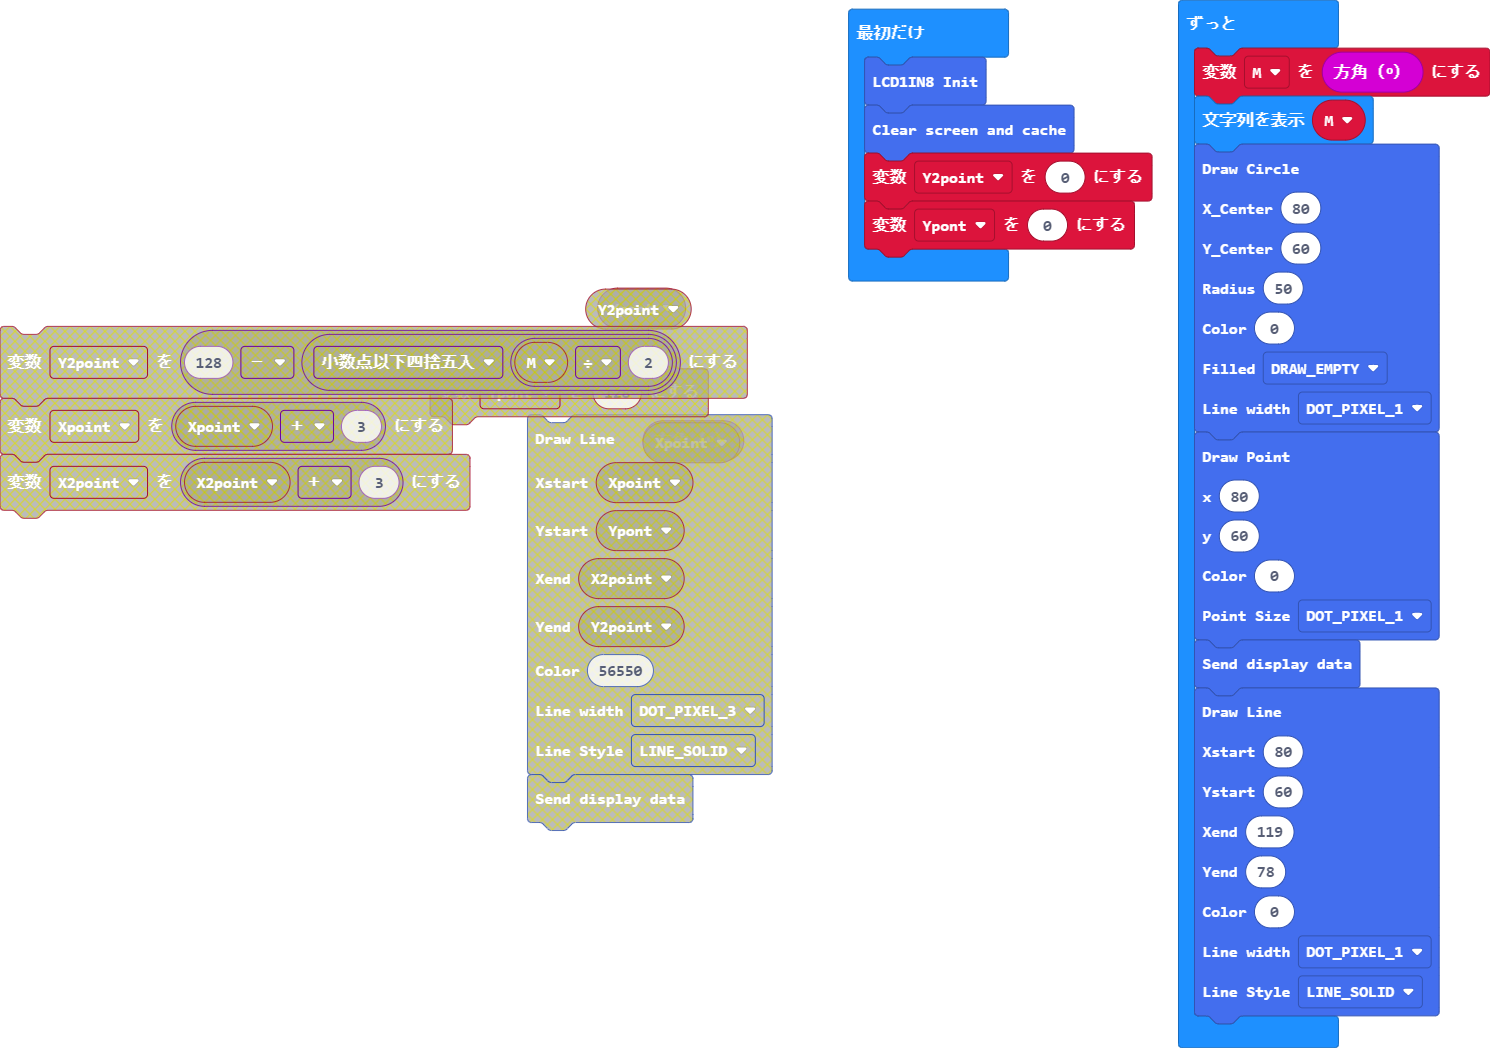 最初だけ
LCD1IN8 Init
Clear screen and cache
変数 Y2point を 0 にする
変数 Ypont を 0 にする
ずっと
変数 M を 方角 (°) にする
文字列を表示 M
Draw Circle
X_Center 80
Y_Center 60
Radius 50
Color 0
Filled DRAW_EMPTY
Line width DOT_PIXEL_1
Draw Point
x 80
y 60
Color 0
Point Size DOT_PIXEL_1
Send display data
Draw Line
Xstart 80
Ystart 60
Xend 119
Yend 78
Color 0
Line width DOT_PIXEL_1
Line Style LINE_SOLID
Y2point
変数 Y2point を 128 - 小数点以下四捨五入 M ÷ 2 にする
変数 Xpoint を Xpoint + 3 にする
変数 X2point を X2point + 3 にする
Draw Line
Xpoint
Xstart Xpoint
Ystart Ypont
Xend X2point
Yend Y2point
Color 56550
Line width DOT_PIXEL_3
Line Style LINE_SOLID
Send display data